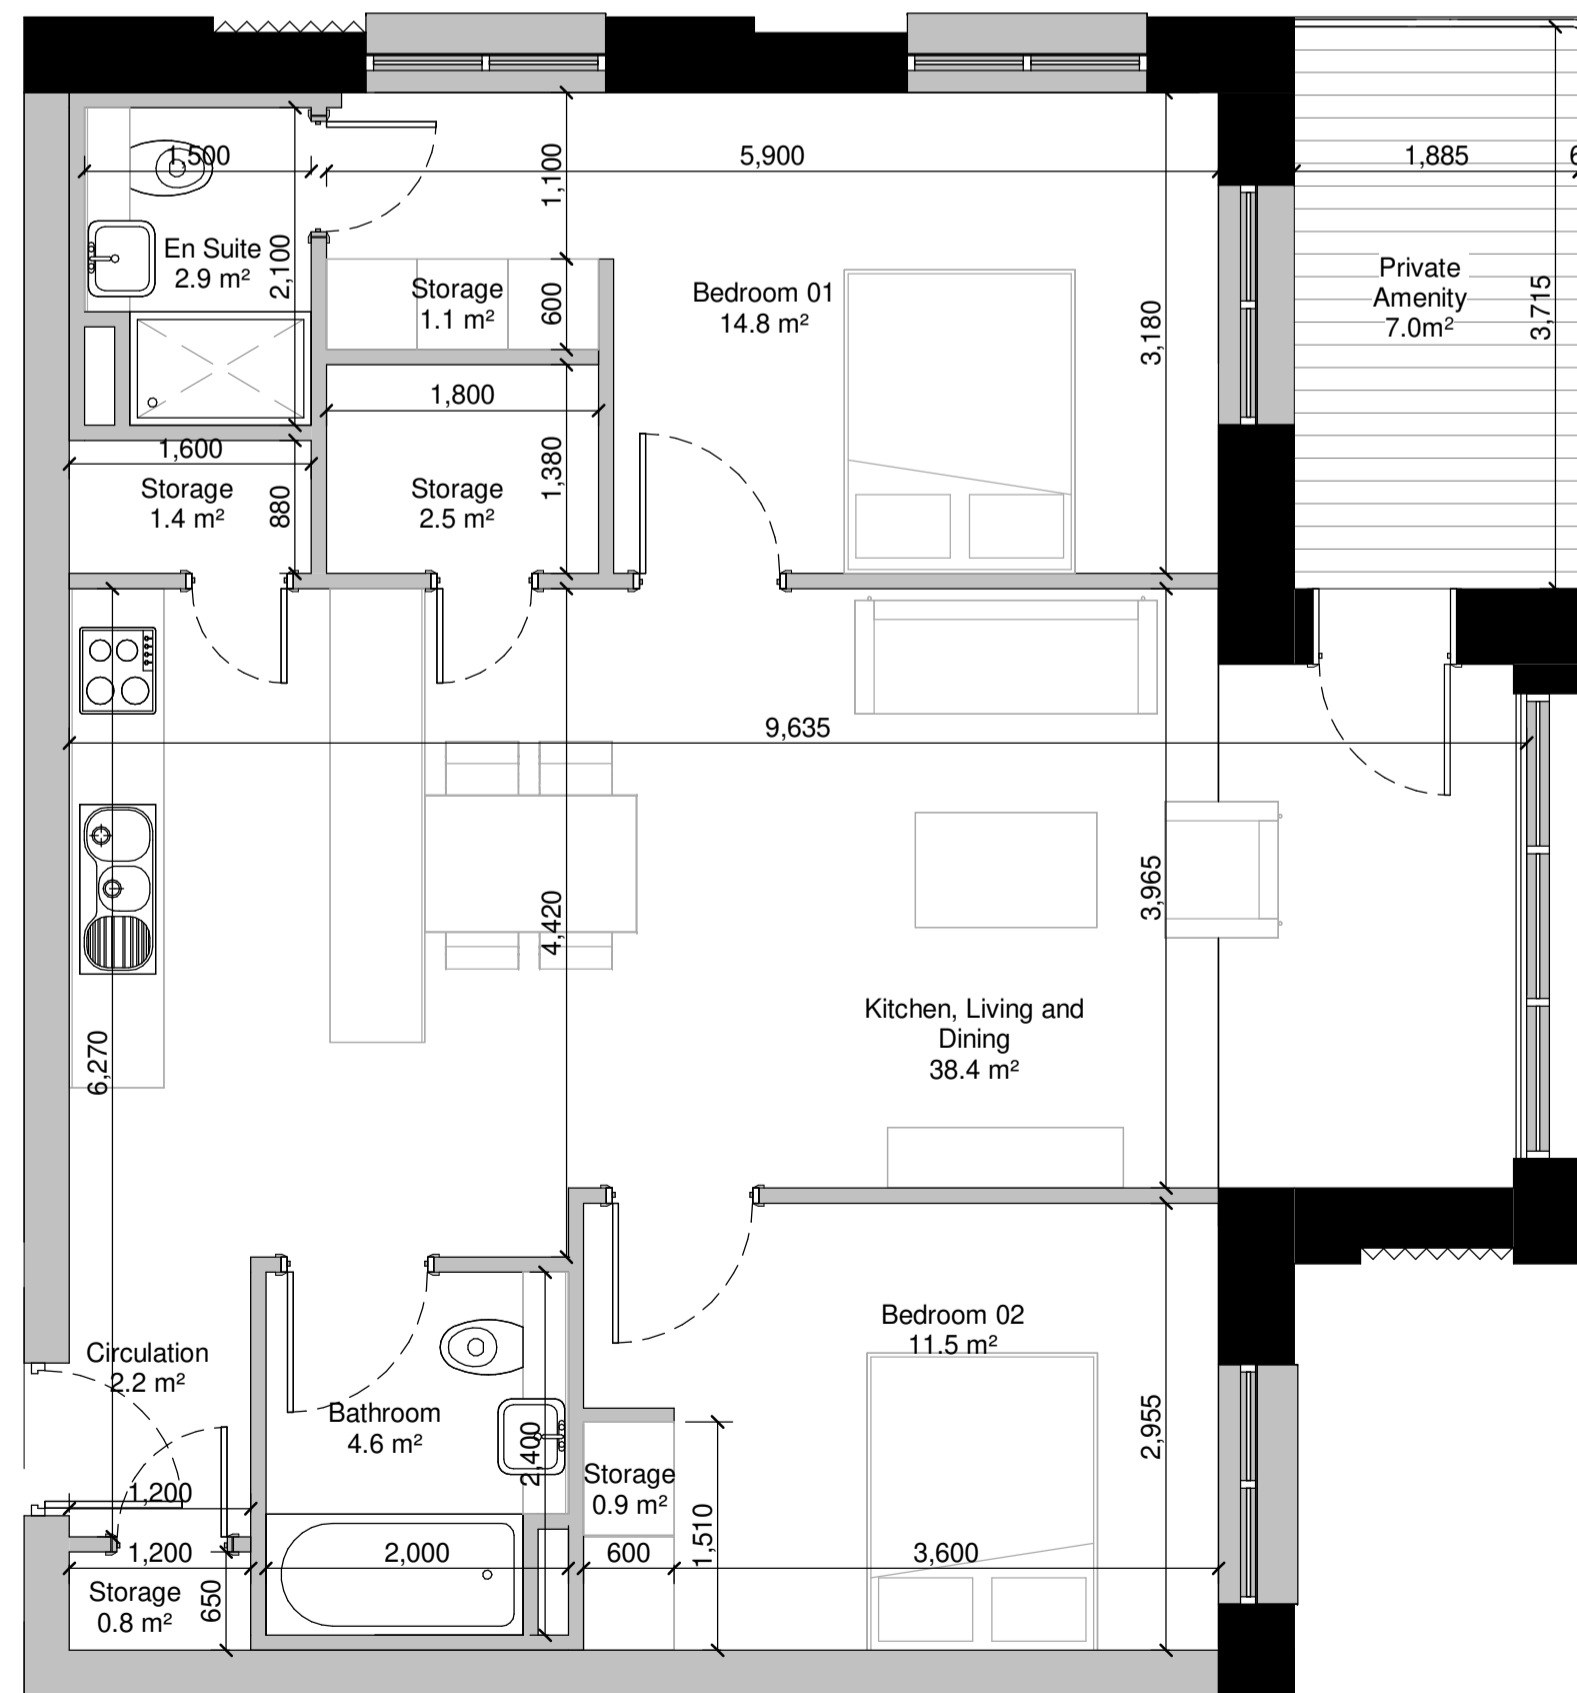 1,500
5,900
1,885
6
1,100
En Suite
2.9 m²
2,100
Storage
1.1 m²
600
Bedroom 01
14.8 m²
3,180
Private
Amenity
7.0m²
3,715
1,800
1,600
Storage
1.4 m²
880
Storage
2.5 m²
1,380
9,635
4,420
3,965
6,270
Kitchen, Living and
Dining
38.4 m²
Circulation
2.2 m²
Bedroom 02
11.5 m²
Bathroom
4.6 m²
2,400
Storage
0.9 m²
1,510
2,955
1,200
1,200
2,000
600
3,600
Storage
0.8 m²
650